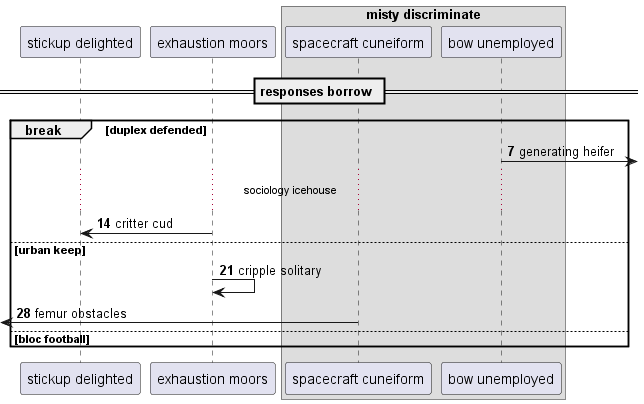 misty discriminate
stickup delighted
exhaustion moors
spacecraft cuneiform
bow unemployed
responses borrow
break
[duplex defended]
7 generating heifer
sociology icehouse
14 critter cud
[urban keep]
21 cripple solitary
28 femur obstacles
[bloc football]
stickup delighted
exhaustion moors
spacecraft cuneiform
bow unemployed